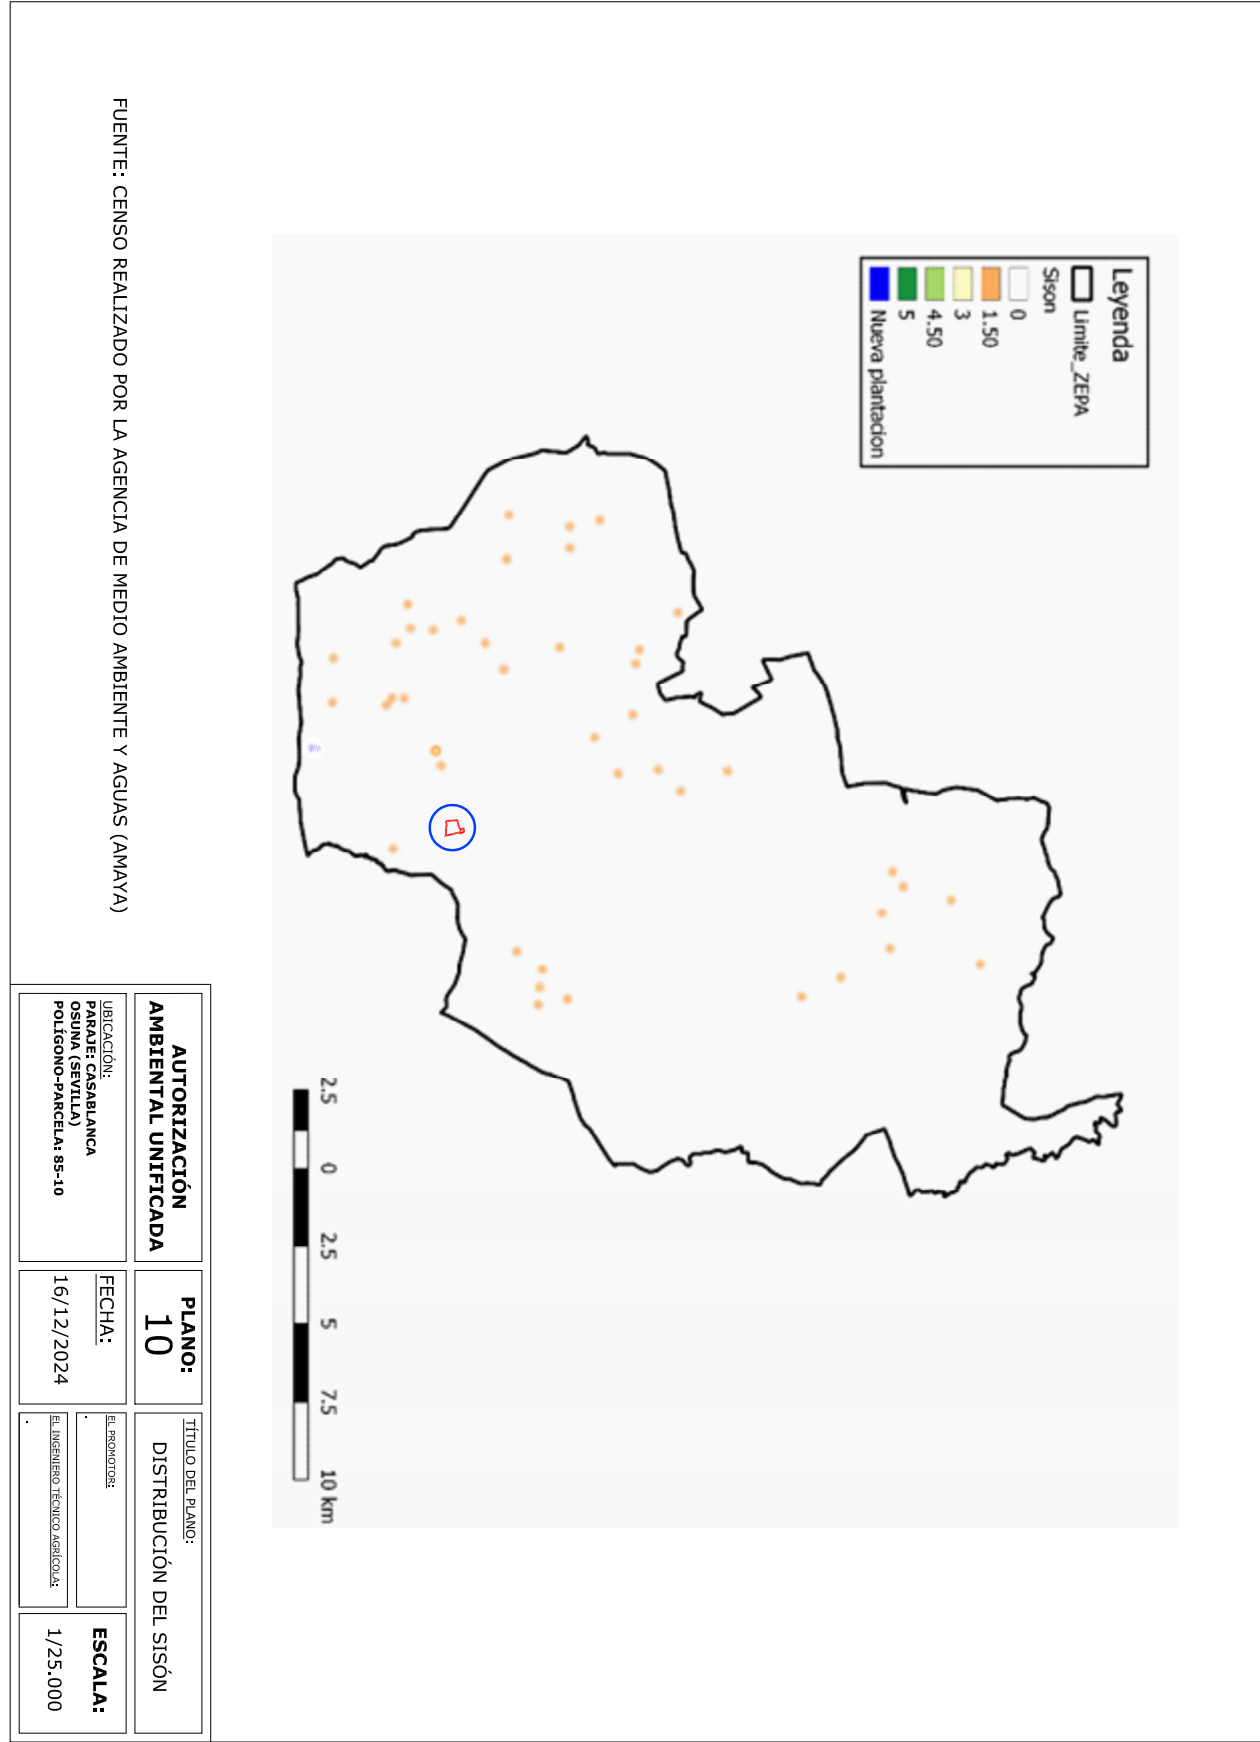 Leyenda
Limite_ZEPA
Sison
0
1.50
3
4.50
5
Nueva plantacion
2.5 0 2.5 5 7.5 10 km
FUENTE: CENSO REALIZADO POR LA AGENCIA DE MEDIO AMBIENTE Y AGUAS (AMAYA)
AUTORIZACIÓN
AMBIENTAL UNIFICADA
UBICACIÓN:
PARAJE: CASABLANCA
OSUNA (SEVILLA)
POLÍGONO-PARCELA: 85-10
PLANO:
10
FECHA:
16/12/2024
TÍTULO DEL PLANO:
DISTRIBUCIÓN DEL SISÓN
EL PROMOTOR:
.
EL INGENIERO TÉCNICO AGRÍCOLA:
.
ESCALA:
1/25.000